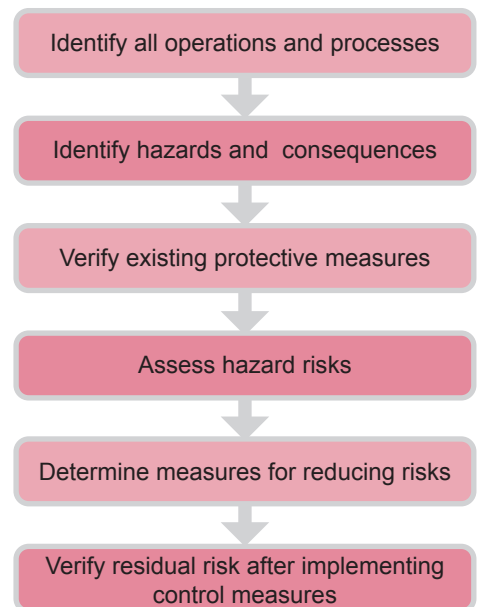 Identify all operations and processes
Identify hazards and  consequences
Verify existing protective measures
Assess hazard risks
Determine measures for reducing risks
Verify residual risk after implementing
control measures